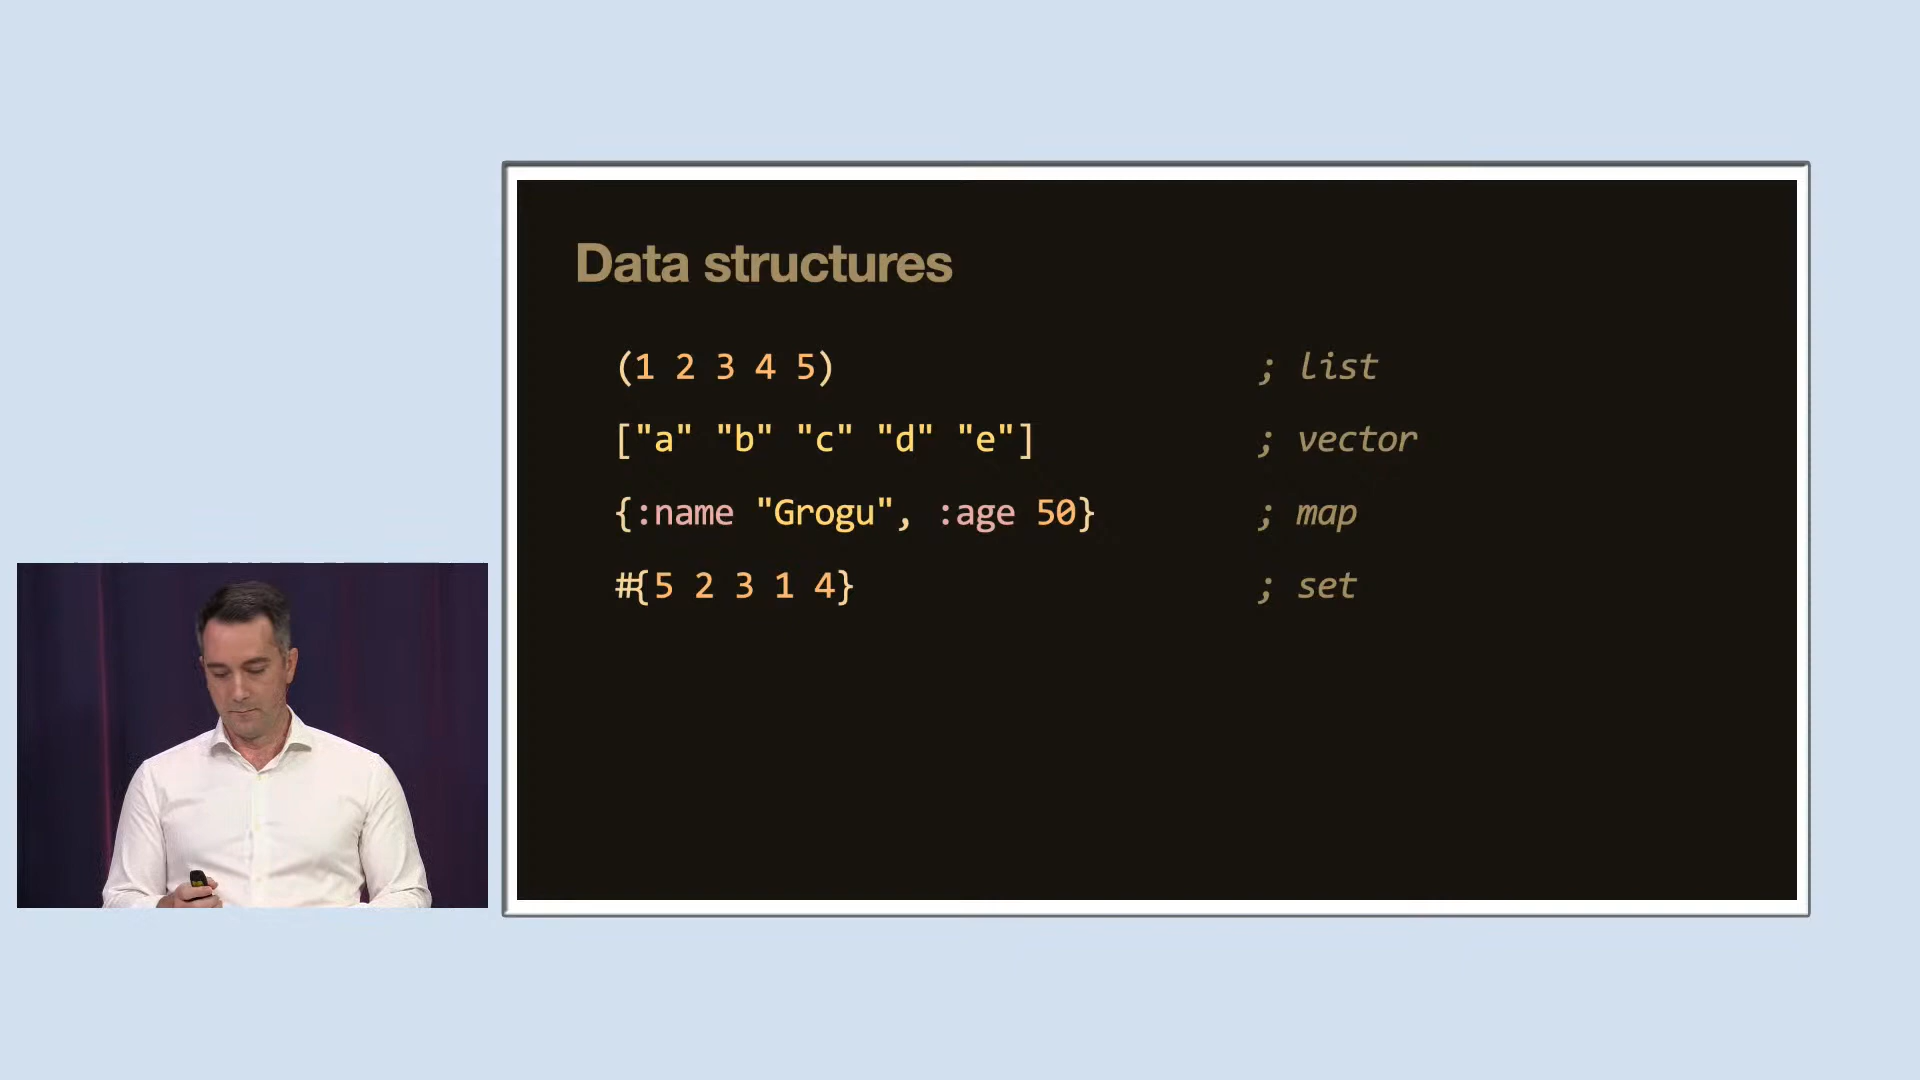 Data structures
(1 2 3 4 5) ; list
["a" "b" "c" "d" "e"] ; vector
{:name "Grogu", :age 50} ; map
#{5 2 3 1 4} ; set